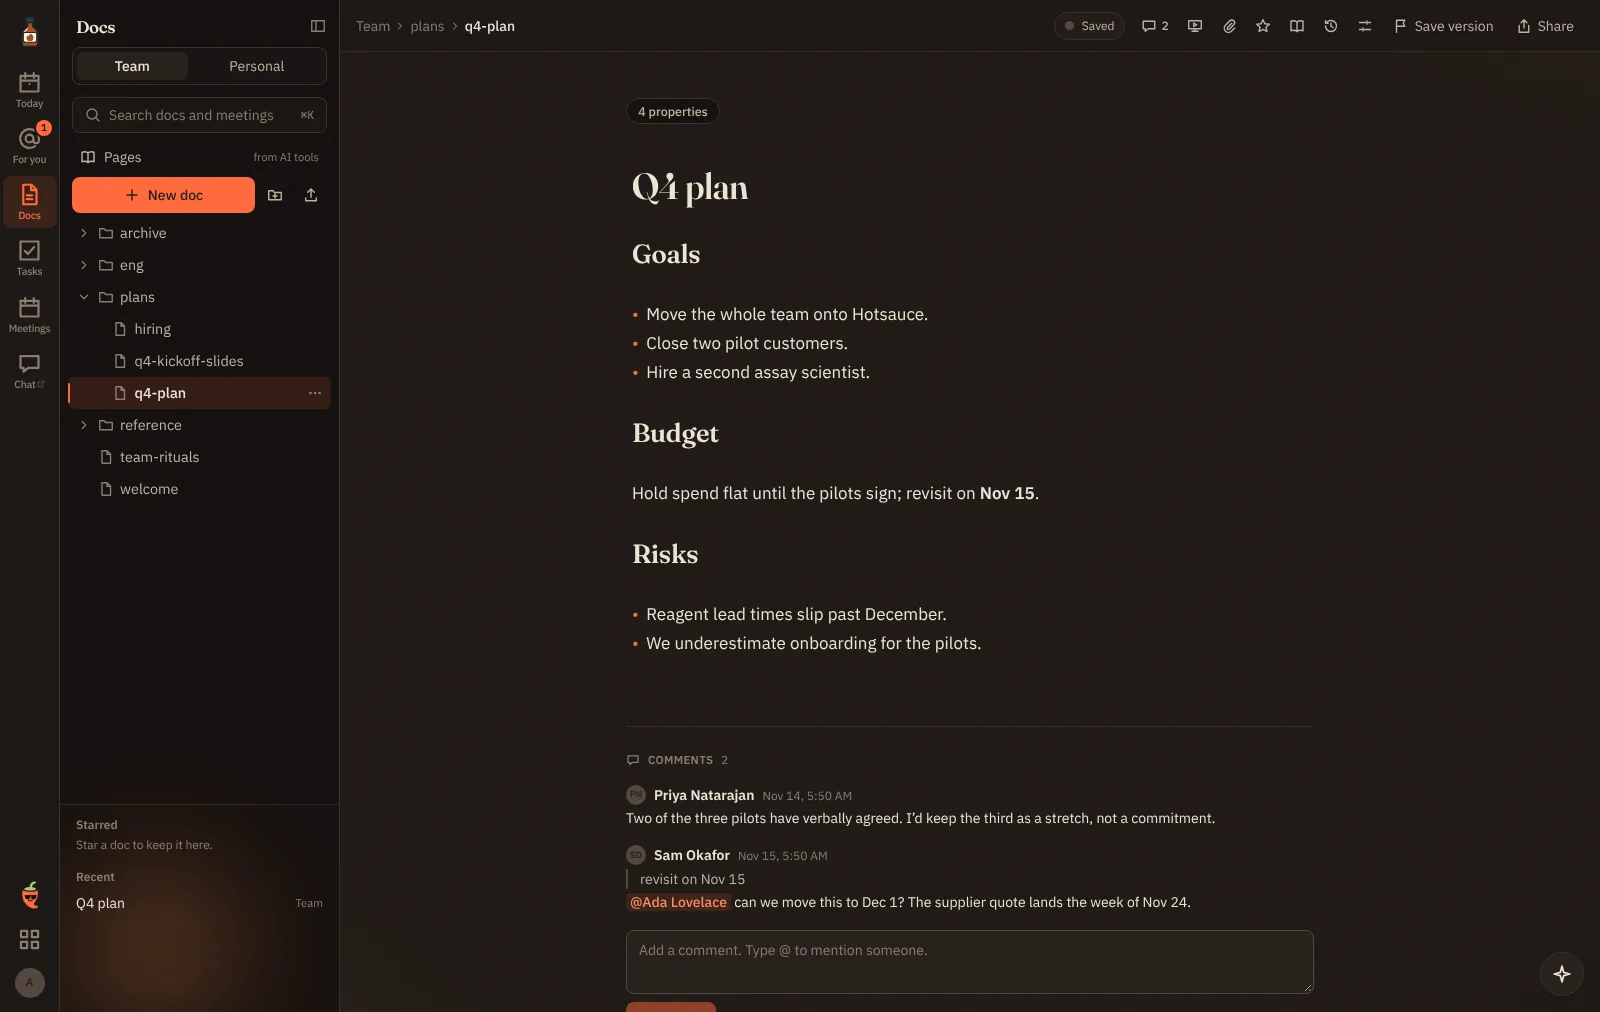 Docs
Team
Personal
Search docs and meetings
⌘K
Pages
from AI tools
+ New doc
archive
eng
plans
hiring
q4-kickoff-slides
q4-plan
reference
team-rituals
welcome
Starred
Star a doc to keep it here.
Recent
Q4 plan
Team
Today
1
For you
Docs
Tasks
Meetings
Chat
A
Team > plans > q4-plan
Saved
2
Save version
Share
4 properties
Q4 plan
Goals
• Move the whole team onto Hotsauce.
• Close two pilot customers.
• Hire a second assay scientist.
Budget
Hold spend flat until the pilots sign; revisit on Nov 15.
Risks
• Reagent lead times slip past December.
• We underestimate onboarding for the pilots.
COMMENTS 2
PN Priya Natarajan Nov 14, 5:50 AM
Two of the three pilots have verbally agreed. I'd keep the third as a stretch, not a commitment.
SO Sam Okafor Nov 15, 5:50 AM
revisit on Nov 15
@Ada Lovelace can we move this to Dec 1? The supplier quote lands the week of Nov 24.
Add a comment. Type @ to mention someone.